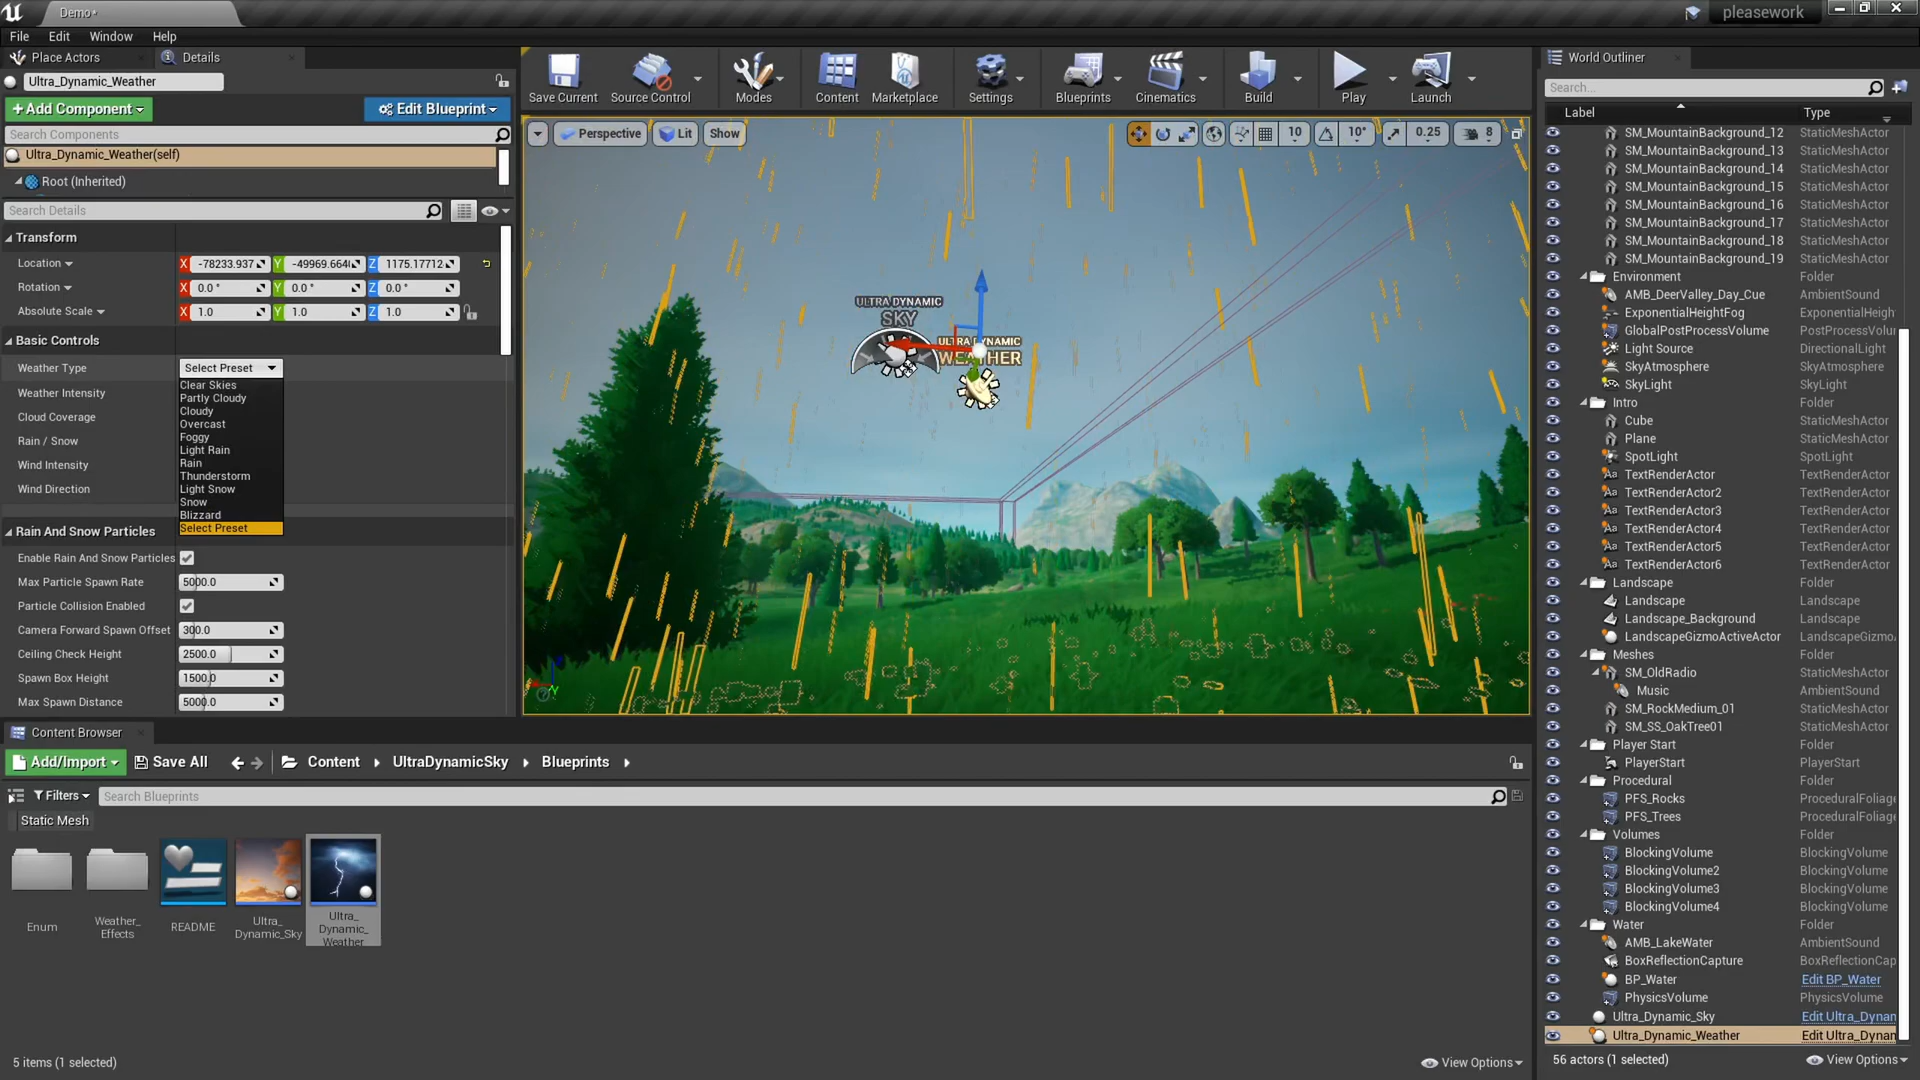 Demo*
pleasework
File Edit Window Help
Place Actors
Details
Ultra_Dynamic_Weather
+Add Component
Edit Blueprint
Search Components
Ultra_Dynamic_Weather(self)
Root (Inherited)
Search Details
Transform
Location X -78233.937 Y -49969.664 Z 1175.17712
Rotation X 0.0 ° Y 0.0 ° Z 0.0 °
Absolute Scale X 1.0 Y 1.0 Z 1.0
Basic Controls
Weather Type Select Preset
Weather Intensity
Cloud Coverage
Rain / Snow
Wind Intensity
Wind Direction
Clear Skies
Partly Cloudy
Cloudy
Overcast
Foggy
Light Rain
Rain
Thunderstorm
Light Snow
Snow
Blizzard
Select Preset
Rain And Snow Particles
Enable Rain And Snow Particles
Max Particle Spawn Rate 5000.0
Particle Collision Enabled
Camera Forward Spawn Offset 300.0
Ceiling Check Height 2500.0
Spawn Box Height 1500.0
Max Spawn Distance 5000.0
Save Current Source Control Modes Content Marketplace Settings Blueprints Cinematics Build Play Launch
Perspective Lit Show 10 10° 0.25 8
ULTRA DYNAMIC
SKY
ULTRA DYNAMIC
WEATHER
Content Browser
Add/Import Save All Content UltraDynamicSky Blueprints
Filters Search Blueprints
Static Mesh
Enum
Weather_
Effects
README
Ultra_
Dynamic_Sky
Ultra_
Dynamic_
Weather
5 items (1 selected)
View Options
World Outliner
Search...
Label Type
SM_MountainBackground_12 StaticMeshActor
SM_MountainBackground_13 StaticMeshActor
SM_MountainBackground_14 StaticMeshActor
SM_MountainBackground_15 StaticMeshActor
SM_MountainBackground_16 StaticMeshActor
SM_MountainBackground_17 StaticMeshActor
SM_MountainBackground_18 StaticMeshActor
SM_MountainBackground_19 StaticMeshActor
Environment Folder
AMB_DeerValley_Day_Cue AmbientSound
ExponentialHeightFog ExponentialHeigh
GlobalPostProcessVolume PostProcessVolu
Light Source DirectionalLight
SkyAtmosphere SkyAtmosphere
SkyLight SkyLight
Intro Folder
Cube StaticMeshActor
Plane StaticMeshActor
SpotLight SpotLight
TextRenderActor TextRenderActor
TextRenderActor2 TextRenderActor
TextRenderActor3 TextRenderActor
TextRenderActor4 TextRenderActor
TextRenderActor5 TextRenderActor
TextRenderActor6 TextRenderActor
Landscape Folder
Landscape Landscape
Landscape_Background Landscape
LandscapeGizmoActiveActor LandscapeGizmo
Meshes Folder
SM_OldRadio StaticMeshActor
Music AmbientSound
SM_RockMedium_01 StaticMeshActor
SM_SS_OakTree01 StaticMeshActor
Player Start Folder
PlayerStart PlayerStart
Procedural Folder
PFS_Rocks ProceduralFoliage
PFS_Trees ProceduralFoliage
Volumes Folder
BlockingVolume BlockingVolume
BlockingVolume2 BlockingVolume
BlockingVolume3 BlockingVolume
BlockingVolume4 BlockingVolume
Water Folder
AMB_LakeWater AmbientSound
BoxReflectionCapture BoxReflectionCap
BP_Water Edit BP_Water
PhysicsVolume PhysicsVolume
Ultra_Dynamic_Sky Edit Ultra_Dynan
Ultra_Dynamic_Weather Edit Ultra_Dynan
56 actors (1 selected)
View Options